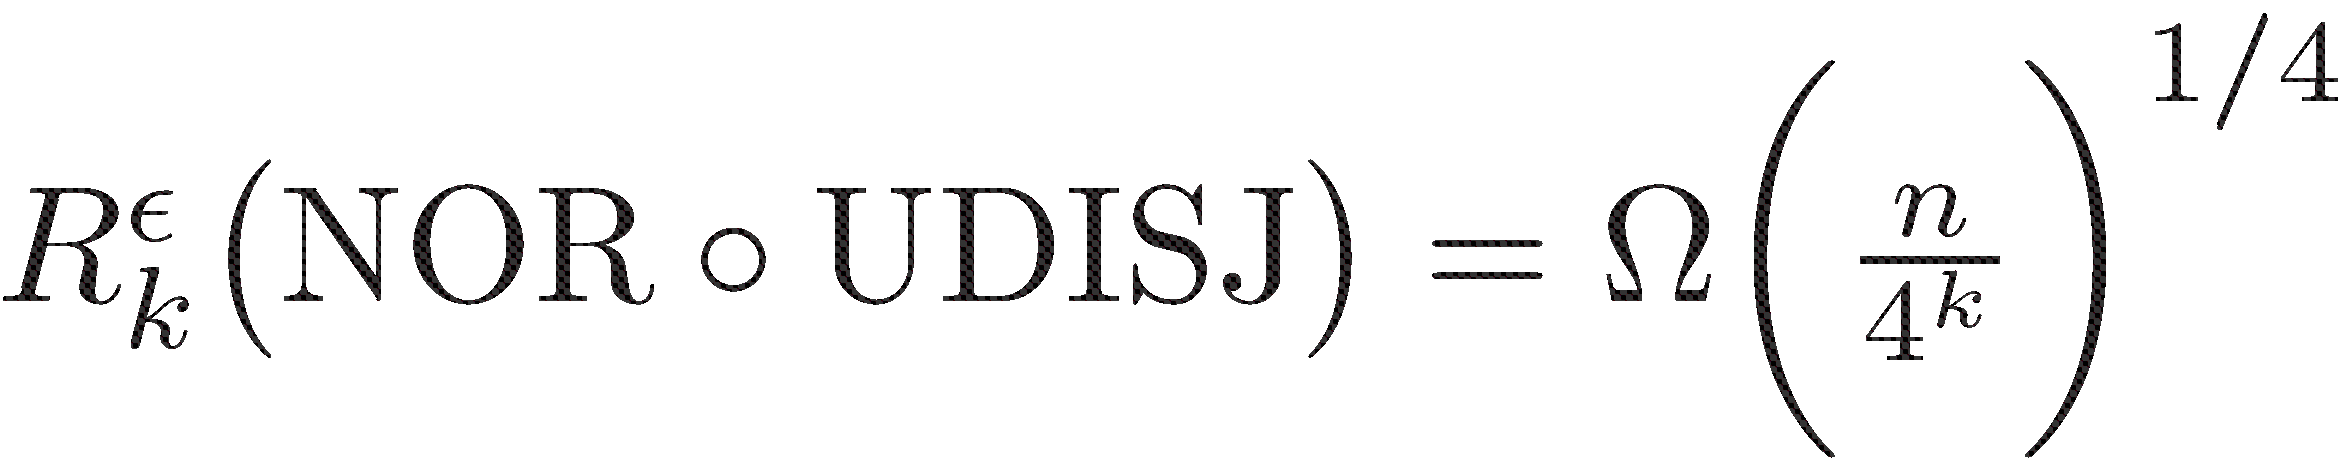 R_k^ϵ(NOR ∘ UDISJ) = Ω(n/4^k)^{1/4}